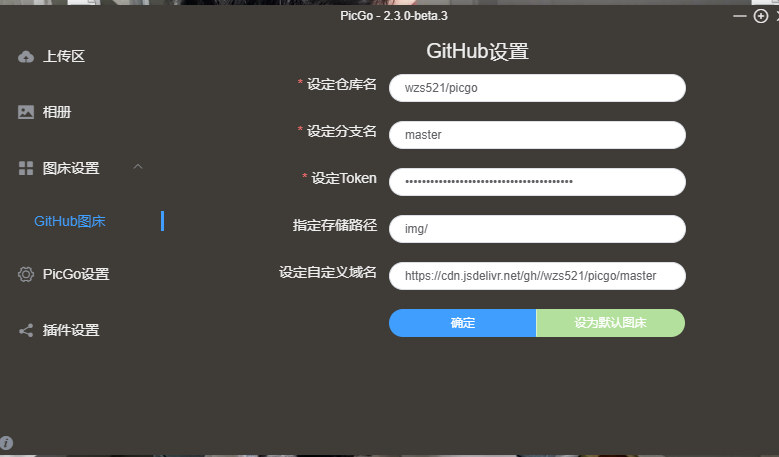 PicGo - 2.3.0-beta.3
上传区
相册
图床设置
GitHub图床
PicGo设置
插件设置
GitHub设置
* 设定仓库名 wzs521/picgo
* 设定分支名 master
* 设定Token
指定存储路径 img/
设定自定义域名 https://cdn.jsdelivr.net/gh//wzs521/picgo/master
确定 设为默认图床